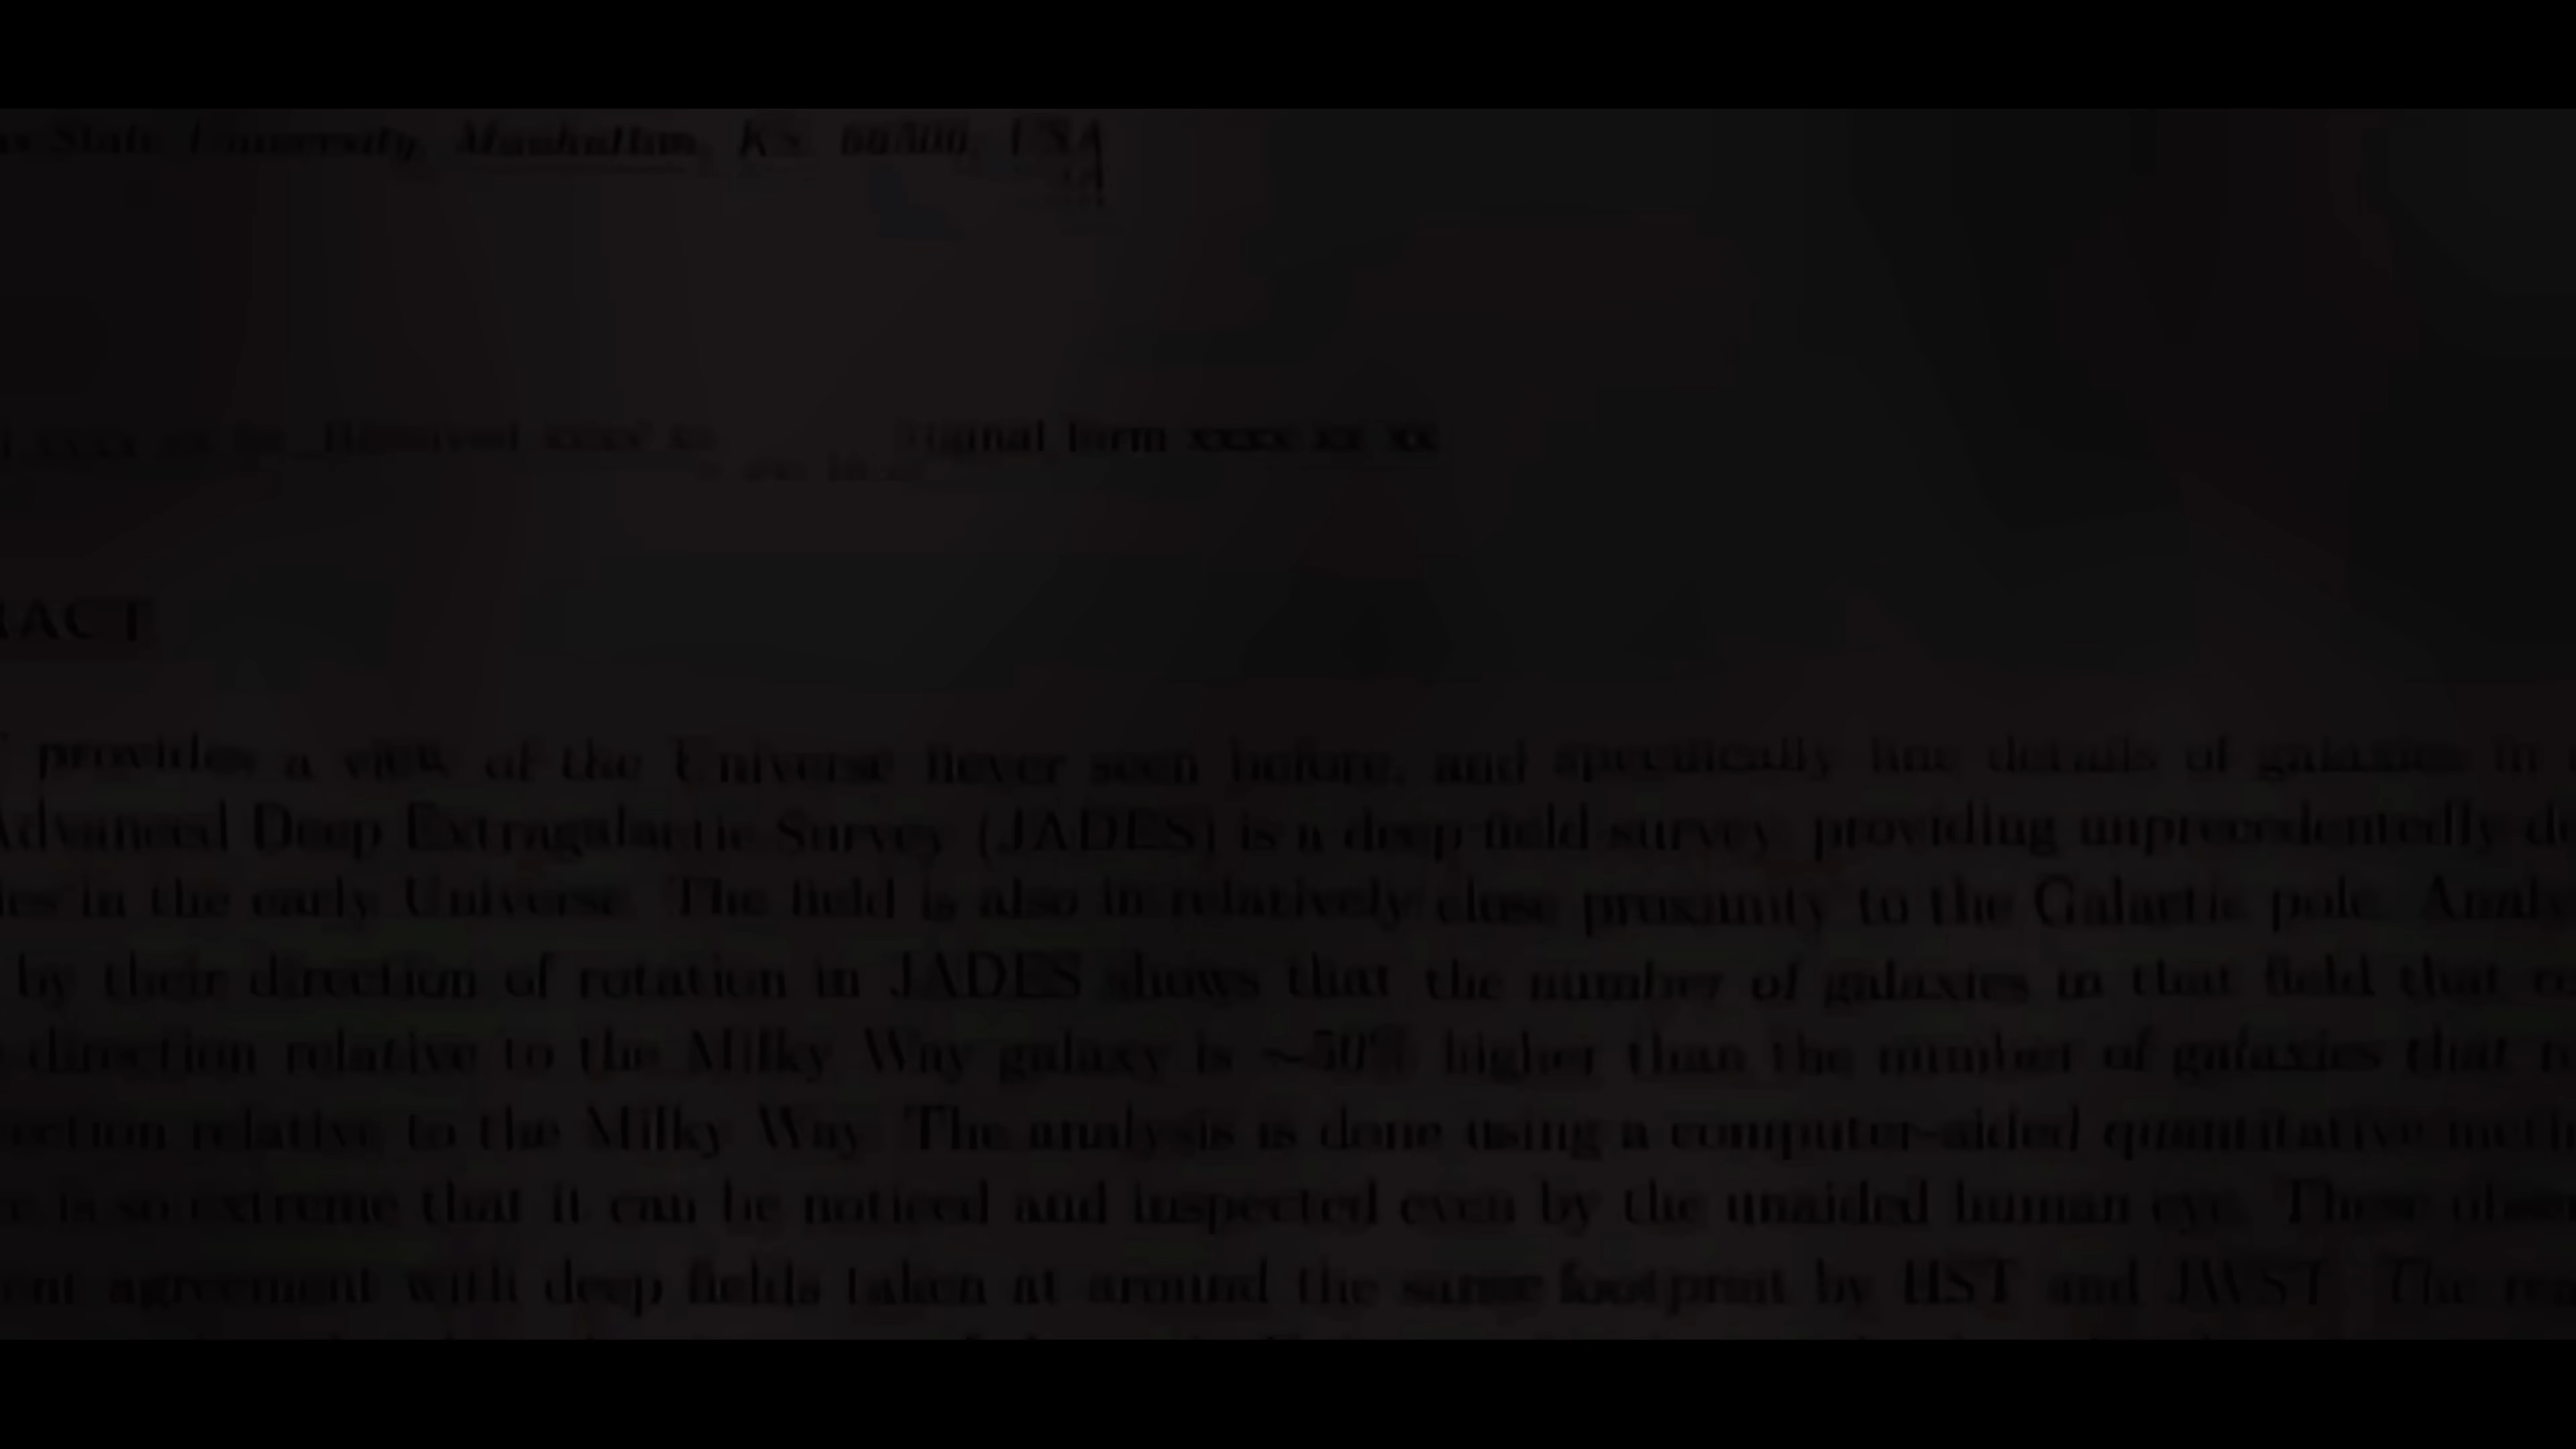 State University, Manhattan, KS 66506, USA
form xxxx xx xx
RACT
provides a view of the Universe never seen before, and specifically fine details of galaxies in
Advanced Deep Extragalactic Survey (JADES) is a deep field survey, providing unprecedentedly
in the early Universe. The field is also in relatively close proximity to the Galactic pole.
by their direction of rotation in JADES shows that the number of galaxies in that field that
direction relative to the Milky Way galaxy is ~50% higher than the number of galaxies that
relative to the Milky Way. The analysis is done using a computer-aided quantitative
is so extreme that it can be noticed and inspected even by the unaided human eye. These
agreement with deep fields taken at around the same footprint by HST and JWST. The